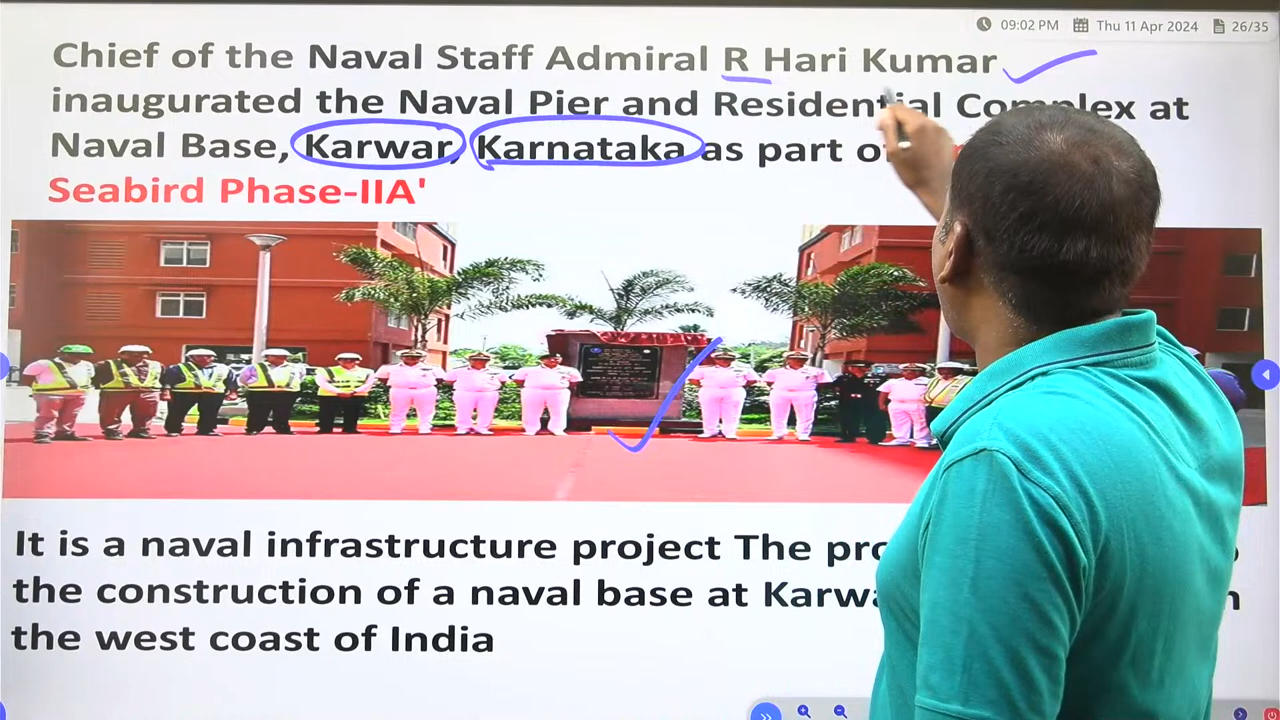 09:02 PM Thu 11 Apr 2024 26/35
Chief of the Naval Staff Admiral R Hari Kumar
inaugurated the Naval Pier and Residential Complex at
Naval Base, Karwar, Karnataka as part of
Seabird Phase-IIA'
It is a naval infrastructure project The
the construction of a naval base at
the west coast of India